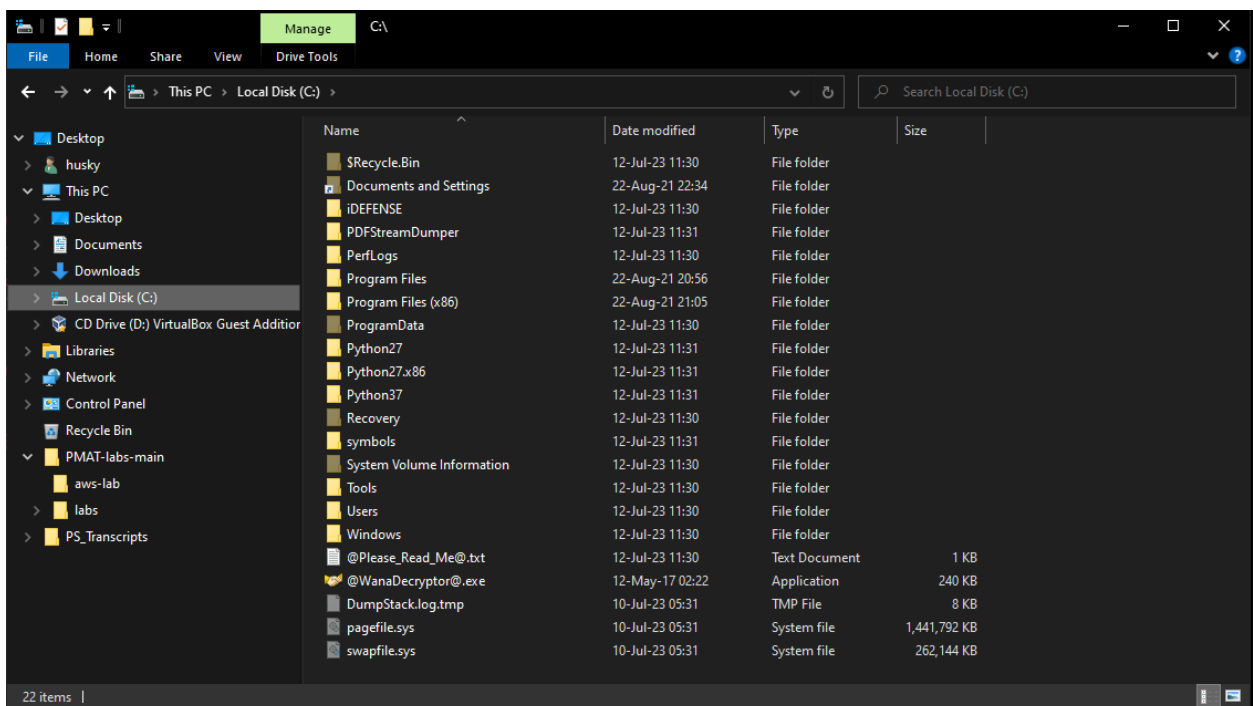 Manage C:\
File Home Share View Drive Tools
This PC > Local Disk (C:) > Search Local Disk (C:)
Name Date modified Type Size
Desktop
husky
This PC
Desktop
Documents
Downloads
Local Disk (C:)
CD Drive (D:) VirtualBox Guest Addition
Libraries
Network
Control Panel
Recycle Bin
PMAT-labs-main
aws-lab
labs
PS_Transcripts
$Recycle.Bin 12-Jul-23 11:30 File folder
Documents and Settings 22-Aug-21 22:34 File folder
iDEFENSE 12-Jul-23 11:30 File folder
PDFStreamDumper 12-Jul-23 11:31 File folder
PerfLogs 12-Jul-23 11:30 File folder
Program Files 22-Aug-21 20:56 File folder
Program Files (x86) 22-Aug-21 21:05 File folder
ProgramData 12-Jul-23 11:30 File folder
Python27 12-Jul-23 11:31 File folder
Python27.x86 12-Jul-23 11:31 File folder
Python37 12-Jul-23 11:31 File folder
Recovery 12-Jul-23 11:30 File folder
symbols 12-Jul-23 11:31 File folder
System Volume Information 12-Jul-23 11:30 File folder
Tools 12-Jul-23 11:30 File folder
Users 12-Jul-23 11:30 File folder
Windows 12-Jul-23 11:30 File folder
@Please_Read_Me@.txt 12-Jul-23 11:30 Text Document 1 KB
@WanaDecryptor@.exe 12-May-17 02:22 Application 240 KB
DumpStack.log.tmp 10-Jul-23 05:31 TMP File 8 KB
pagefile.sys 10-Jul-23 05:31 System file 1,441,792 KB
swapfile.sys 10-Jul-23 05:31 System file 262,144 KB
22 items